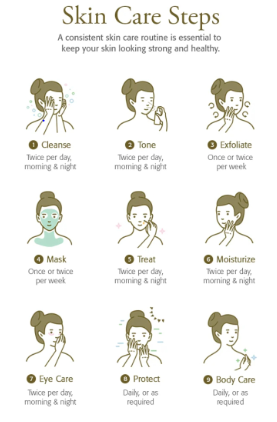 Skin Care Steps
A consistent skin care routine is essential to
keep your skin looking strong and healthy.
1 Cleanse
Twice per day,
morning & night
2 Tone
Twice per day,
morning & night
3 Exfoliate
Once or twice
per week
4 Mask
Once or twice
per week
5 Treat
Twice per day,
morning & night
6 Moisturize
Twice per day,
morning & night
7 Eye Care
Twice per day,
morning & night
8 Protect
Daily, or as
required
9 Body Care
Daily, or as
required